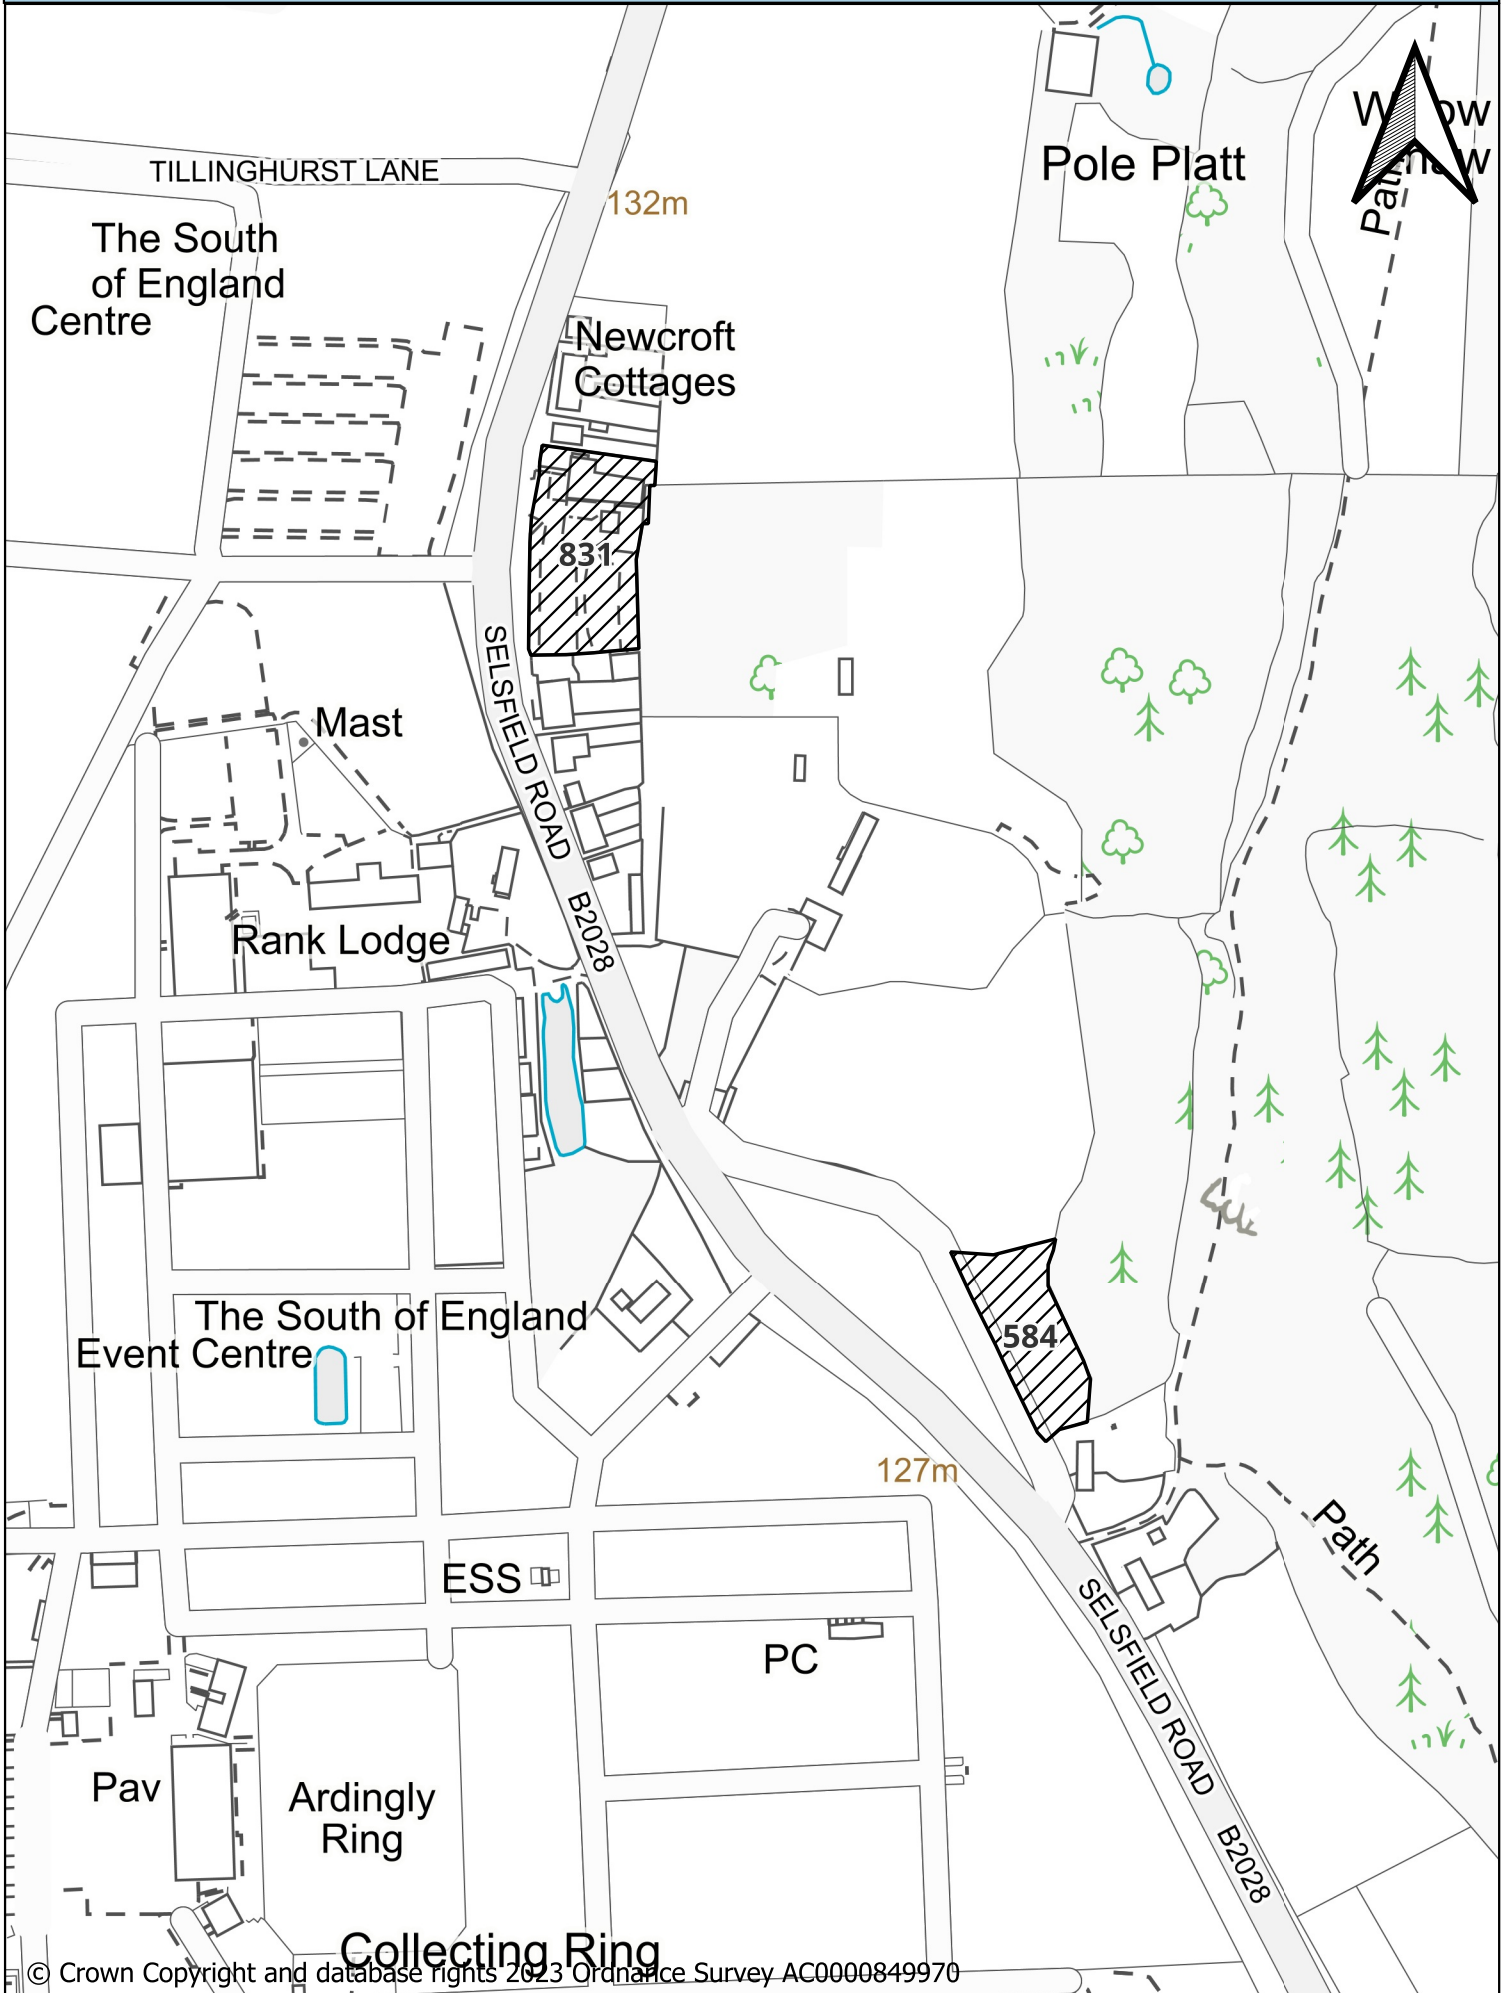 TILLINGHURST LANE
132m
Pole Platt
Path
The South
of England
Centre
Newcroft
Cottages
831
SELSFIELD ROAD
B2028
Mast
Rank Lodge
The South of England
Event Centre
584
127m
Path
ESS
PC
SELSFIELD ROAD
B2028
Pav
Ardingly
Ring
Collecting Ring
© Crown Copyright and database rights 2023 Ordnance Survey AC0000849970